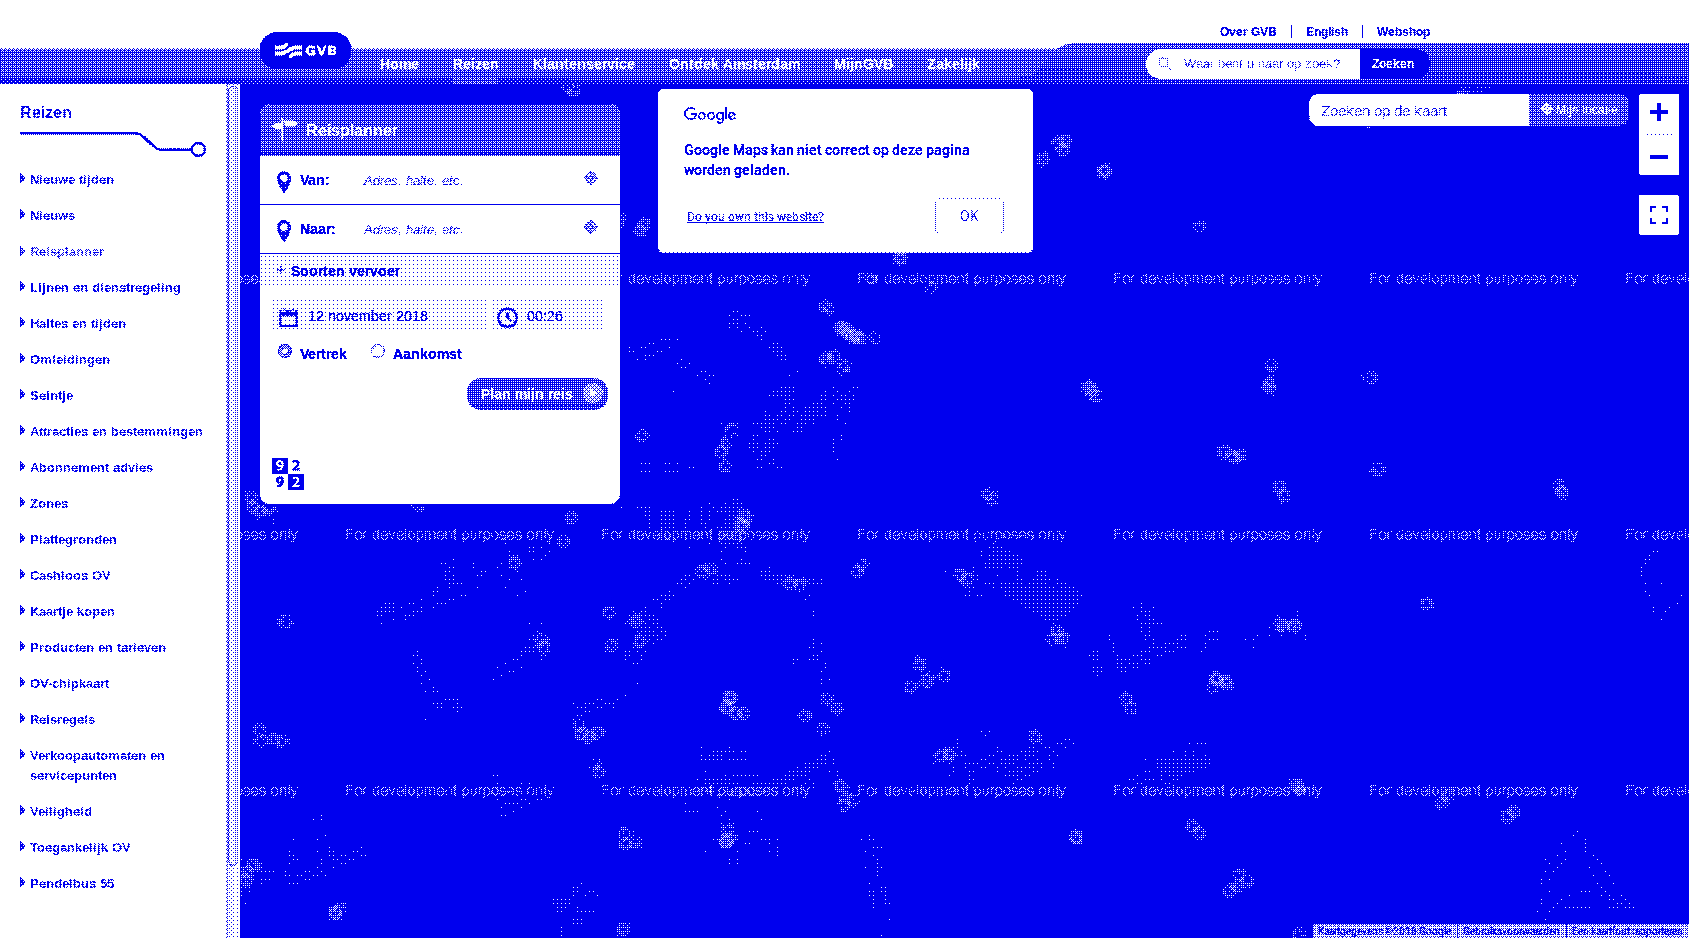 Over GVB
English
Webshop
GVB
Home
Reizen
Klantenservice
Ontdek Amsterdam
MijnGVB
Zakelijk
Waar bent u naar op zoek?
Zoeken
Reizen
Nieuwe tijden
Nieuws
Reisplanner
Lijnen en dienstregeling
Haltes en tijden
Omleidingen
Seintje
Attracties en bestemmingen
Abonnement advies
Zones
Plattegronden
Cashloos OV
Kaartje kopen
Producten en tarieven
OV-chipkaart
Reisregels
Verkoopautomaten en
servicepunten
Veiligheid
Toegankelijk OV
Pendelbus 55
Reisplanner
Van:
Adres, halte, etc.
Naar:
Adres, halte, etc.
+ Soorten vervoer
12 november 2018
00:26
Vertrek
Aankomst
Plan mijn reis
9 2
9 2
Google
Google Maps kan niet correct op deze pagina
worden geladen.
Do you own this website?
OK
Zoeken op de kaart
Mijn locatie
+
−
oses only For development purposes only For development purposes only For development purposes only For development purposes only For devel
oses only For development purposes only For development purposes only For development purposes only For development purposes only For development purposes only For devel
oses only For development purposes only For development purposes only For development purposes only For development purposes only For development purposes only For devel
Kaartgegevens ©2018 Google
Gebruiksvoorwaarden
Een kaartfout rapporteren